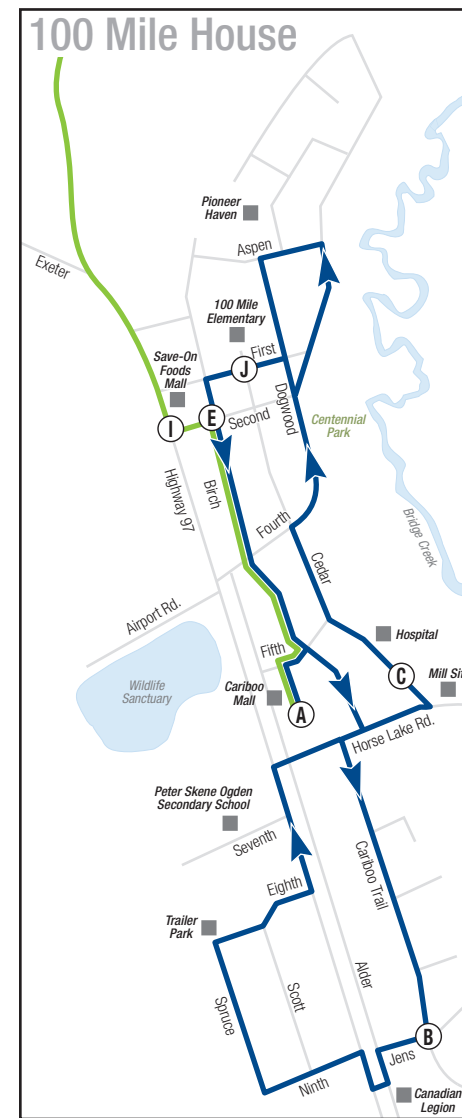 100 Mile House
Pioneer
Haven
Aspen
Exeter
100 Mile
Elementary
First
J
Save-On
Foods
Mall
Dogwood
I
E
Second
Centennial
Park
Highway 97
Birch
Fourth
Cedar
Bridge Creek
Airport Rd.
Hospital
Fifth
Wildlife
Sanctuary
Cariboo
Mall
C
Mill Sit
A
Horse Lake Rd.
Peter Skene Ogden
Secondary School
Seventh
Cariboo Trail
Eighth
Trailer
Park
Alder
Scott
Spruce
B
Jens
Ninth
Canadian
Legion